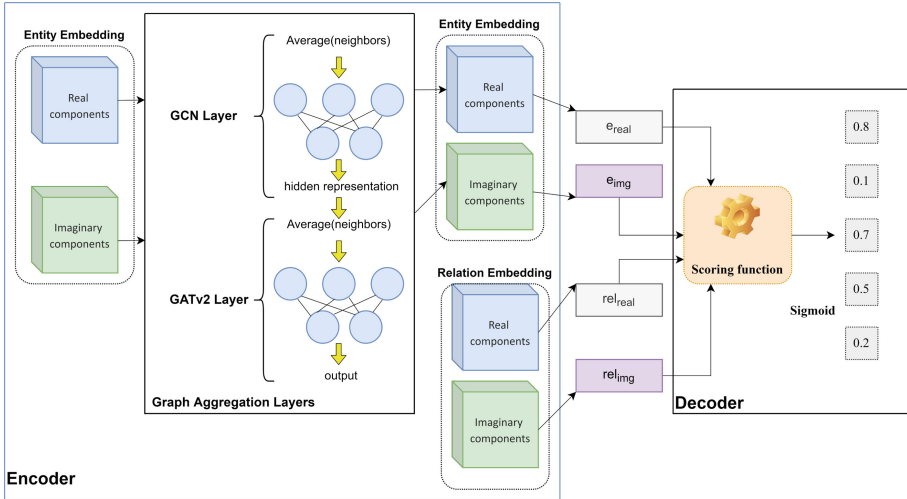 Entity Embedding
Real
components
Imaginary
components
Average(neighbors)
GCN Layer
hidden representation
Average(neighbors)
GATv2 Layer
output
Graph Aggregation Layers
Entity Embedding
Real
components
Imaginary
components
Relation Embedding
Real
components
Imaginary
components
Encoder
e_real
e_img
rel_real
rel_img
Scoring function
Sigmoid
0.8
0.1
0.7
0.5
0.2
Decoder